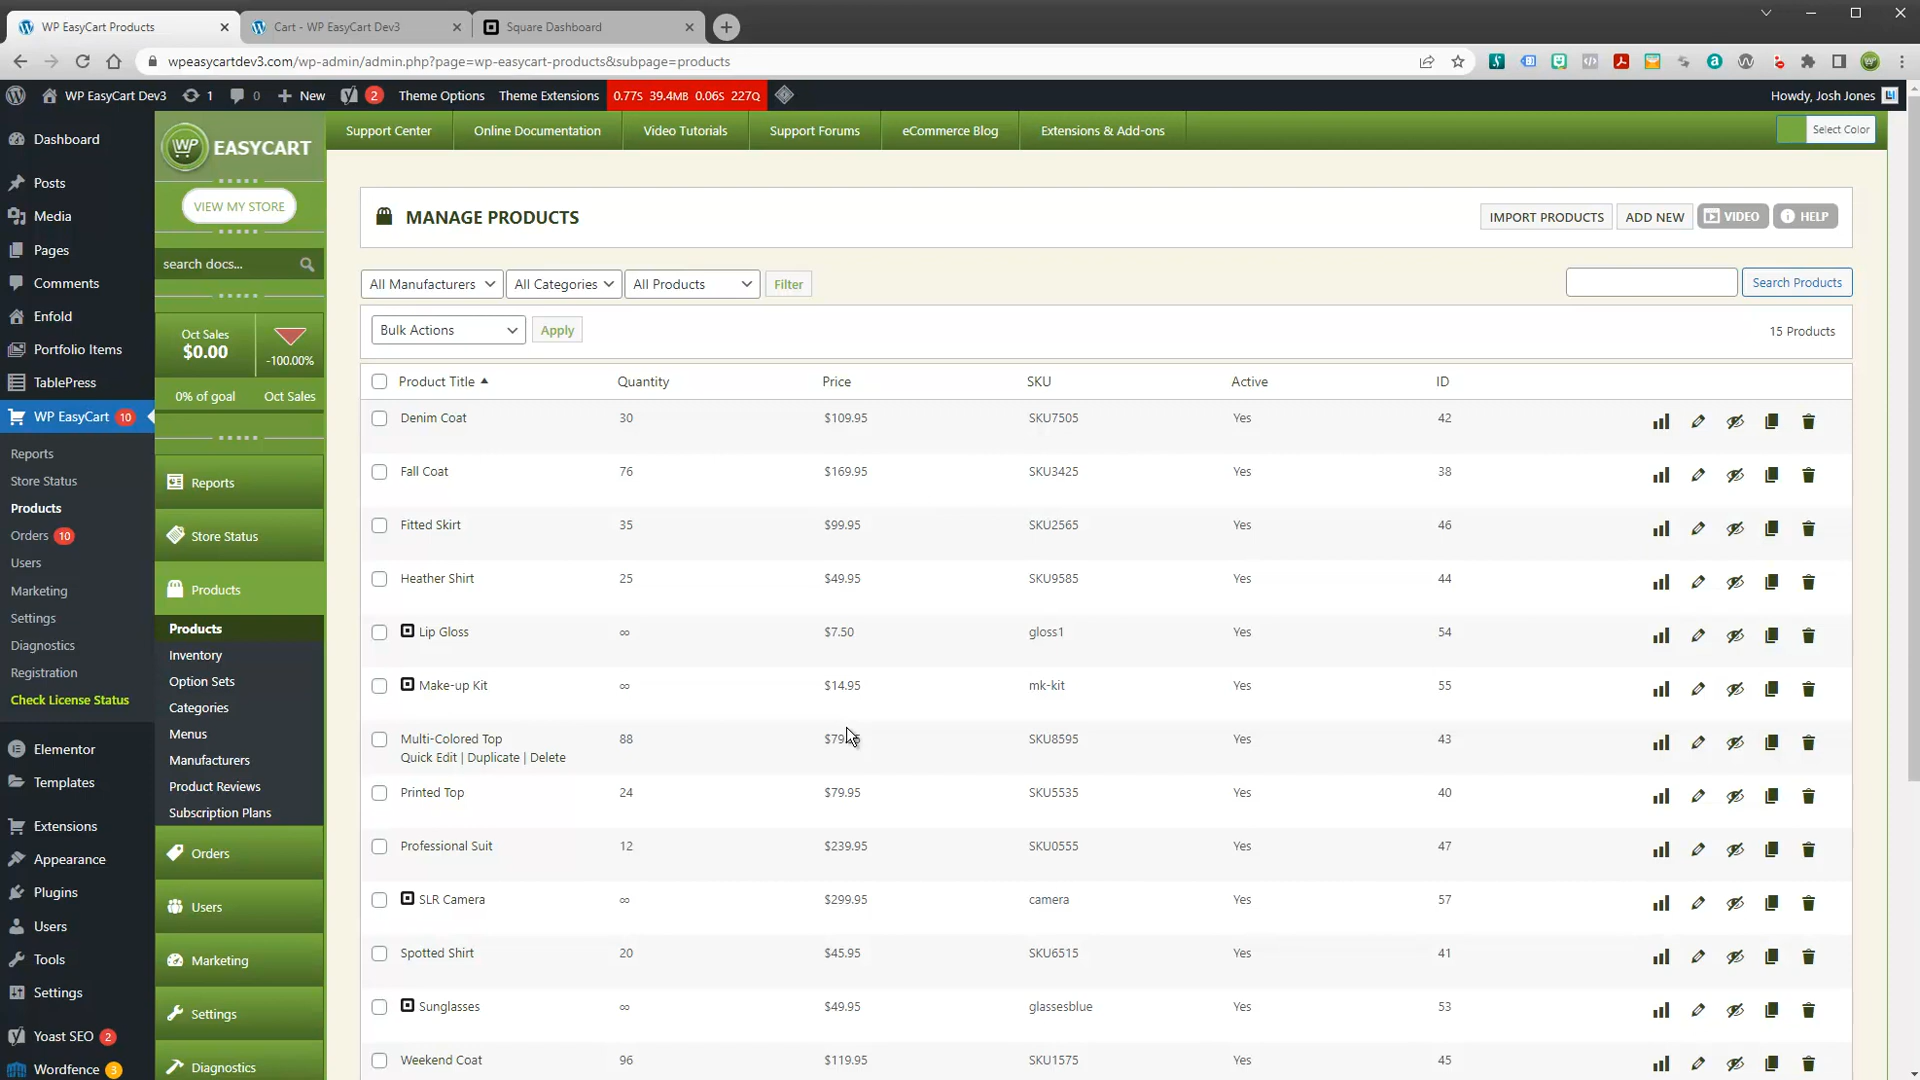 WP EasyCart Products
Cart - WP EasyCart Dev3
Square Dashboard
wpeasycartdev3.com/wp-admin/admin.php?page=wp-easycart-products&subpage=products
WP EasyCart Dev3
1
0
New
2
Theme Options
Theme Extensions
0.77S 39.4MB 0.06S 227Q
Howdy, Josh Jones
Dashboard
Posts
Media
Pages
Comments
Enfold
Portfolio Items
TablePress
WP EasyCart 10
Reports
Store Status
Products
Orders 10
Users
Marketing
Settings
Diagnostics
Registration
Check License Status
Elementor
Templates
Extensions
Appearance
Plugins
Users
Tools
Settings
Yoast SEO 2
Wordfence 3
WP EASYCART
VIEW MY STORE
search docs...
Oct Sales
$0.00
-100.00%
0% of goal
Oct Sales
Reports
Store Status
Products
Products
Inventory
Option Sets
Categories
Menus
Manufacturers
Product Reviews
Subscription Plans
Orders
Users
Marketing
Settings
Diagnostics
Support Center
Online Documentation
Video Tutorials
Support Forums
eCommerce Blog
Extensions & Add-ons
Select Color
MANAGE PRODUCTS
IMPORT PRODUCTS
ADD NEW
VIDEO
HELP
All Manufacturers
All Categories
All Products
Filter
Search Products
Bulk Actions
Apply
15 Products
Product Title Quantity Price SKU Active ID
Denim Coat 30 $109.95 SKU7505 Yes 42
Fall Coat 76 $169.95 SKU3425 Yes 38
Fitted Skirt 35 $99.95 SKU2565 Yes 46
Heather Shirt 25 $49.95 SKU9585 Yes 44
Lip Gloss ∞ $7.50 gloss1 Yes 54
Make-up Kit ∞ $14.95 mk-kit Yes 55
Multi-Colored Top 88 SKU8595 Yes 43
Quick Edit | Duplicate | Delete
Printed Top 24 $79.95 SKU5535 Yes 40
Professional Suit 12 $239.95 SKU0555 Yes 47
SLR Camera ∞ $299.95 camera Yes 57
Spotted Shirt 20 $45.95 SKU6515 Yes 41
Sunglasses ∞ $49.95 glassesblue Yes 53
Weekend Coat 96 $119.95 SKU1575 Yes 45